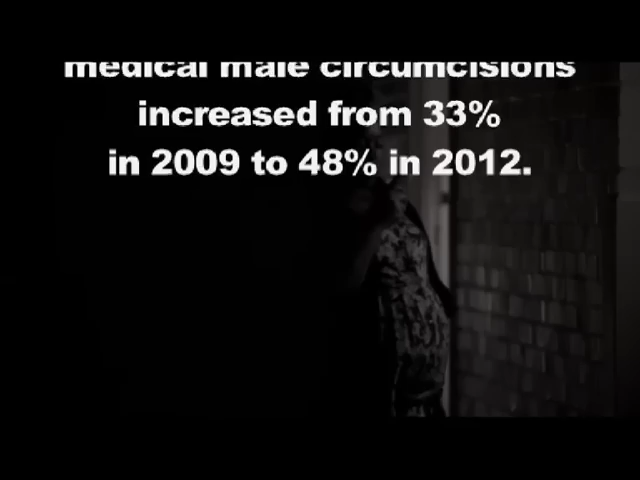 medical male circumcisions
increased from 33%
in 2009 to 48% in 2012.